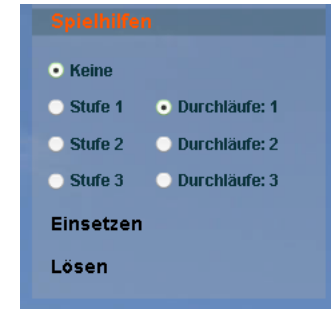 Spielhilfen
Keine
Stufe 1 Durchläufe: 1
Stufe 2 Durchläufe: 2
Stufe 3 Durchläufe: 3
Einsetzen
Lösen